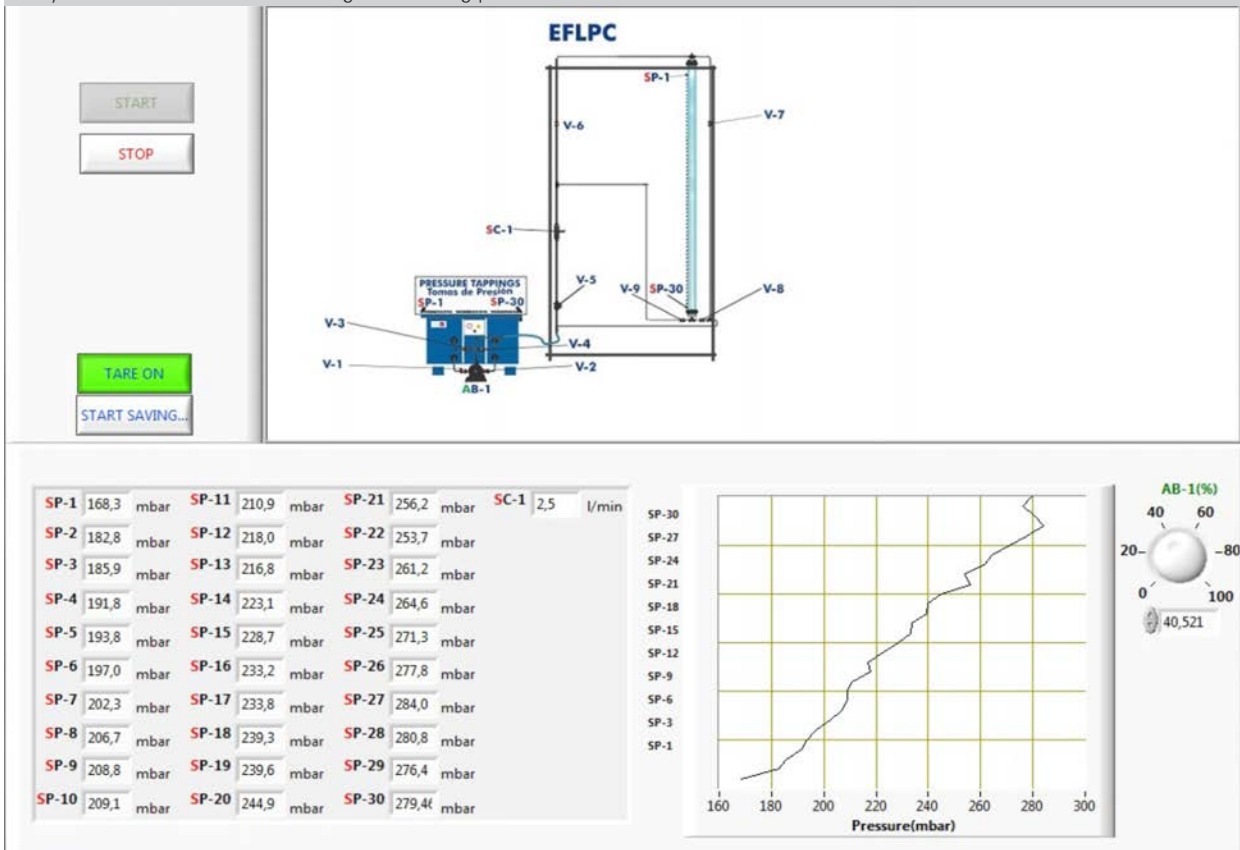 EFLPC
START
STOP
TARE ON
START SAVING...
SP-1
V-6
V-7
SC-1
V-5
V-9
SP-30
V-8
PRESSURE TAPPINGS
Tomas de Presión
SP-1 SP-30
V-3
V-4
V-1
V-2
AB-1
SP-1 168,3 mbar SP-11 210,9 mbar SP-21 256,2 mbar SC-1 2,5 l/min
SP-2 182,8 mbar SP-12 218,0 mbar SP-22 253,7 mbar
SP-3 185,9 mbar SP-13 216,8 mbar SP-23 261,2 mbar
SP-4 191,8 mbar SP-14 223,1 mbar SP-24 264,6 mbar
SP-5 193,8 mbar SP-15 228,7 mbar SP-25 271,3 mbar
SP-6 197,0 mbar SP-16 233,2 mbar SP-26 277,8 mbar
SP-7 202,3 mbar SP-17 233,8 mbar SP-27 284,0 mbar
SP-8 206,7 mbar SP-18 239,3 mbar SP-28 280,8 mbar
SP-9 208,8 mbar SP-19 239,6 mbar SP-29 276,4 mbar
SP-10 209,1 mbar SP-20 244,9 mbar SP-30 279,46 mbar
SP-30
SP-27
SP-24
SP-21
SP-18
SP-15
SP-12
SP-9
SP-6
SP-3
SP-1
160 180 200 220 240 260 280 300
Pressure(mbar)
AB-1(%)
40 60
20 80
0 100
40,521